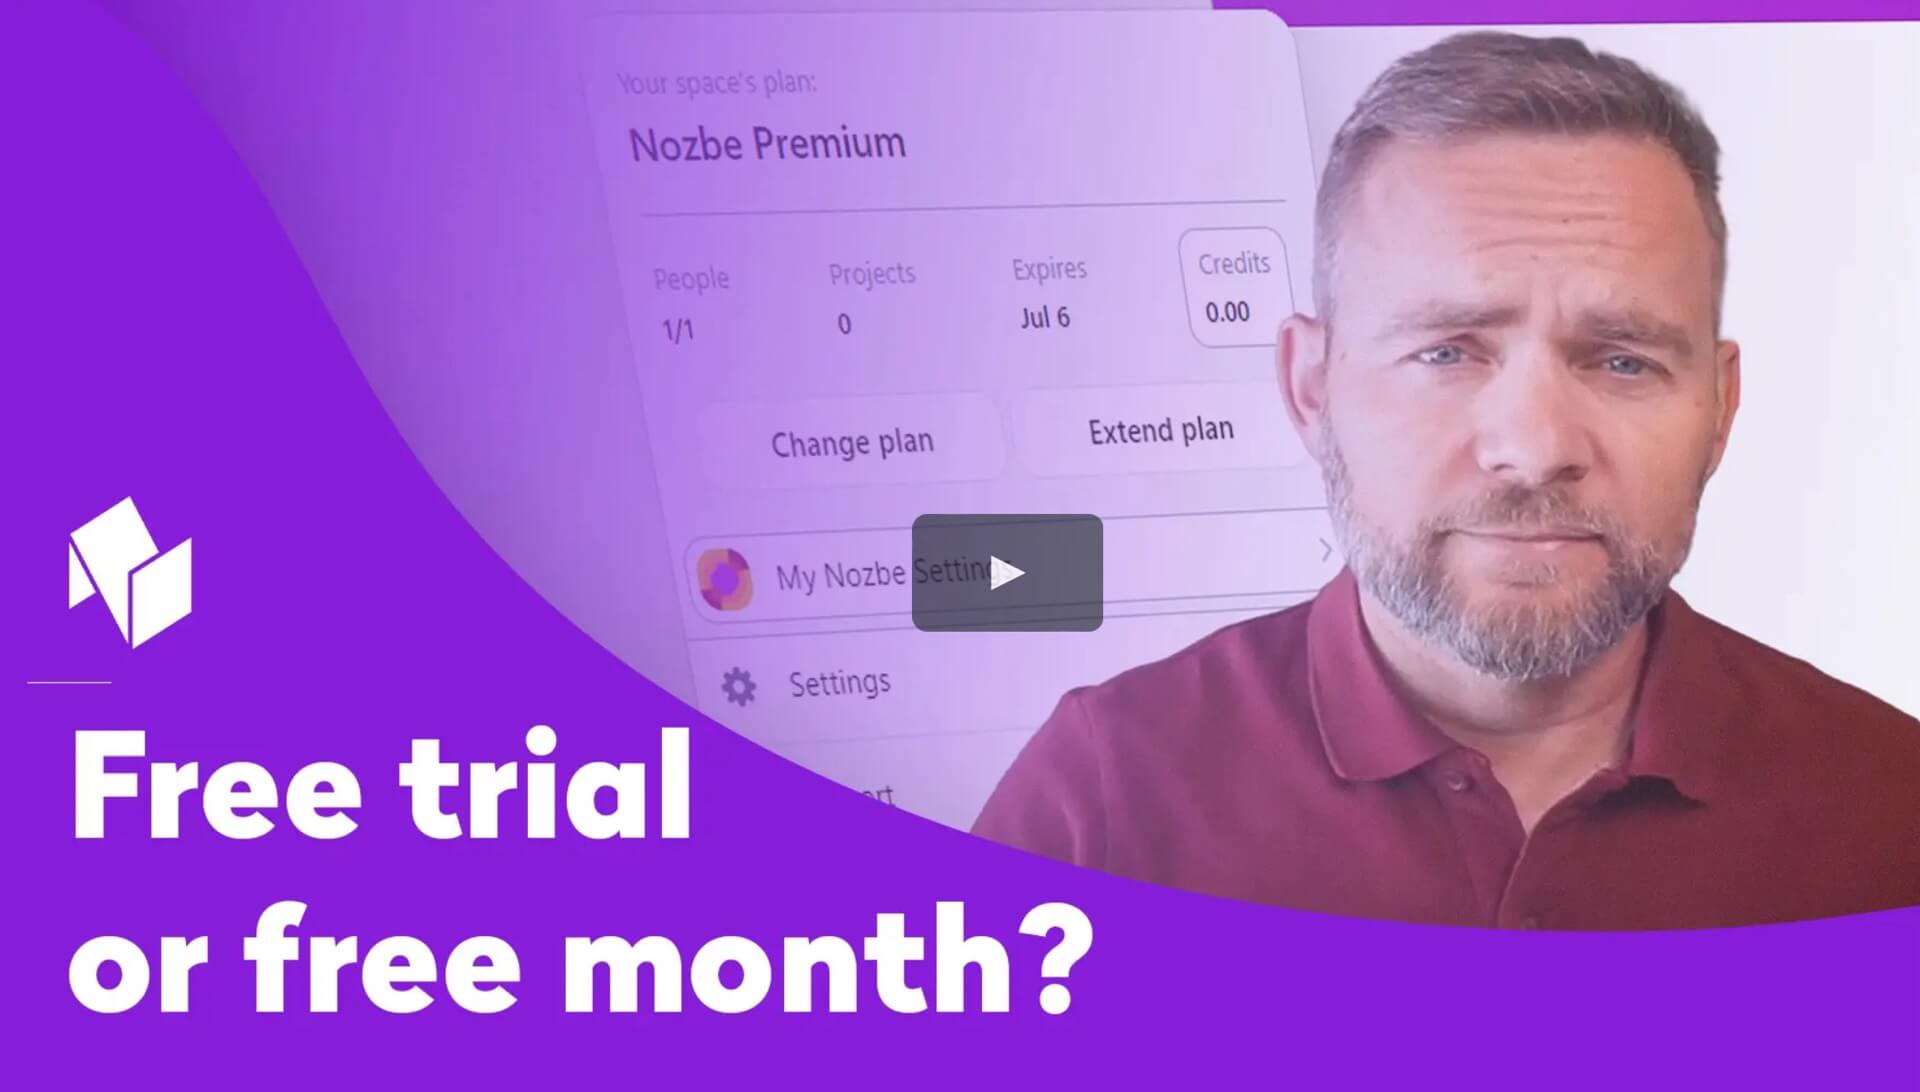 Your space's plan:
Nozbe Premium
People
Projects
Expires
Credits
1/1
0
Jul 6
0.00
Change plan
Extend plan
My Nozbe Settings
Settings
Free trial
or free month?